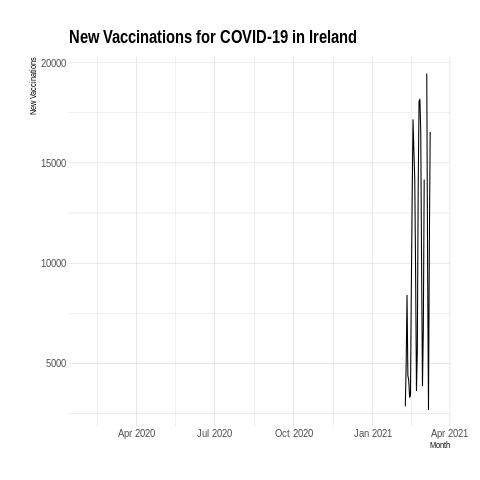 New Vaccinations for COVID-19 in Ireland
New Vaccinations
20000
15000
10000
5000
Apr 2020
Jul 2020
Oct 2020
Jan 2021
Apr 2021
Month